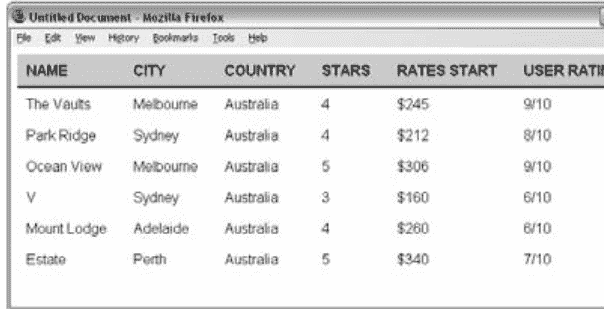 Untitled Document - Mozilla Firefox
File Edit View History Bookmarks Tools Help
NAME CITY COUNTRY STARS RATES START USER RATI
The Vaults Melbourne Australia 4 $245 9/10
Park Ridge Sydney Australia 4 $212 8/10
Ocean View Melbourne Australia 5 $306 9/10
V Sydney Australia 3 $160 6/10
Mount Lodge Adelaide Australia 4 $260 6/10
Estate Perth Australia 5 $340 7/10